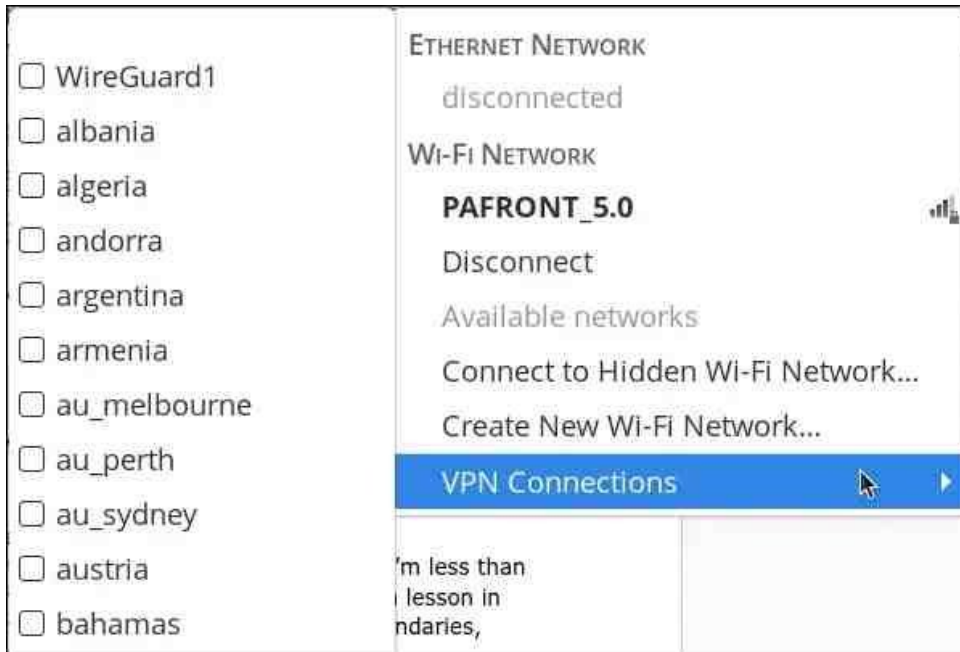 WireGuard1
albania
algeria
andorra
argentina
armenia
au_melbourne
au_perth
au_sydney
austria
bahamas
Ethernet Network
disconnected
Wi-Fi Network
PAFRONT_5.0
Disconnect
Available networks
Connect to Hidden Wi-Fi Network...
Create New Wi-Fi Network...
VPN Connections
'm less than
lesson in
ndaries,